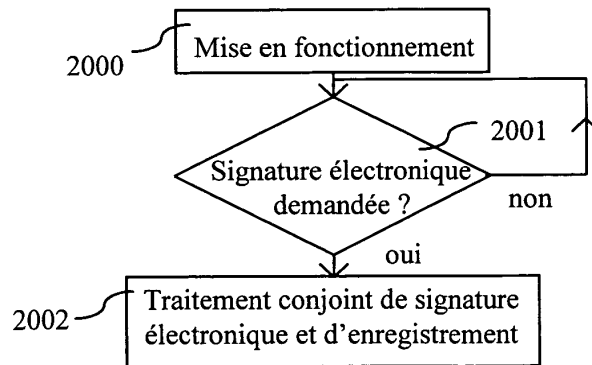 2000
Mise en fonctionnement
2001
Signature électronique
demandée ?
non
oui
2002
Traitement conjoint de signature
électronique et d'enregistrement